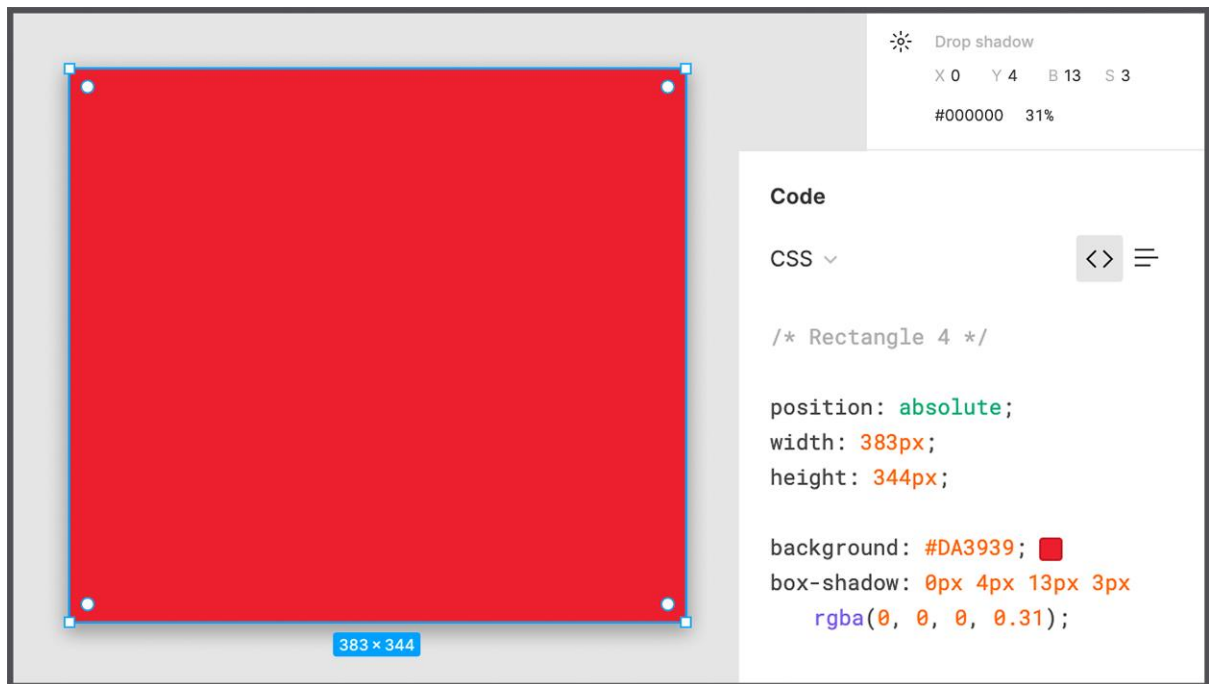 Drop shadow
X 0 Y 4 B 13 S 3
#000000 31%
Code
CSS
/* Rectangle 4 */
position: absolute;
width: 383px;
height: 344px;
background: #DA3939;
box-shadow: 0px 4px 13px 3px
rgba(0, 0, 0, 0.31);
383 × 344